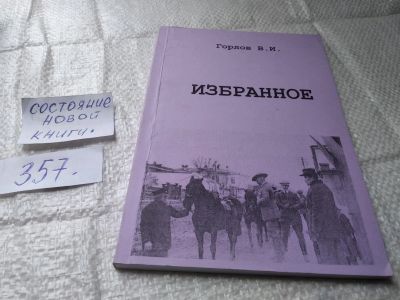 состояние
новой
книги.
357.
Горлов В.И.
ИЗБРАННОЕ